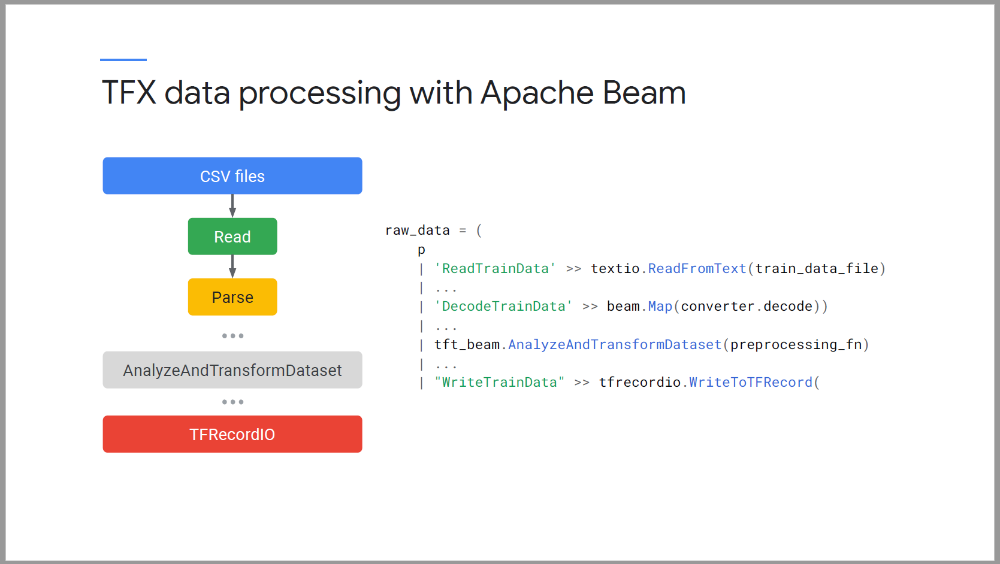 TFX data processing with Apache Beam
CSV files
Read
Parse
...
AnalyzeAndTransformDataset
...
TFRecordIO
raw_data = (
    p
    | 'ReadTrainData' >> textio.ReadFromText(train_data_file)
    | ...
    | 'DecodeTrainData' >> beam.Map(converter.decode))
    | ...
    | tft_beam.AnalyzeAndTransformDataset(preprocessing_fn)
    | ...
    | "WriteTrainData" >> tfrecordio.WriteToTFRecord(